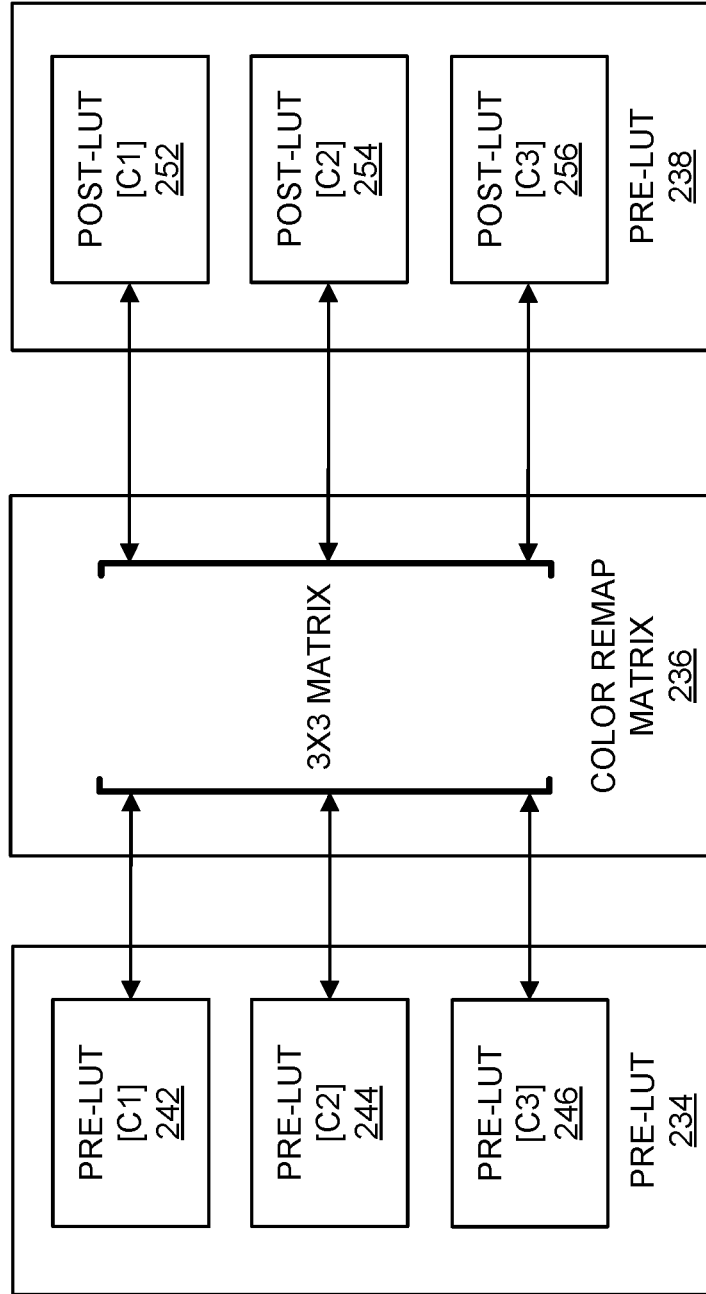 PRE-LUT
[C1]
242
PRE-LUT
[C2]
244
PRE-LUT
[C3]
246
PRE-LUT
234
3X3 MATRIX
COLOR REMAP
MATRIX
236
POST-LUT
[C1]
252
POST-LUT
[C2]
254
POST-LUT
[C3]
256
PRE-LUT
238